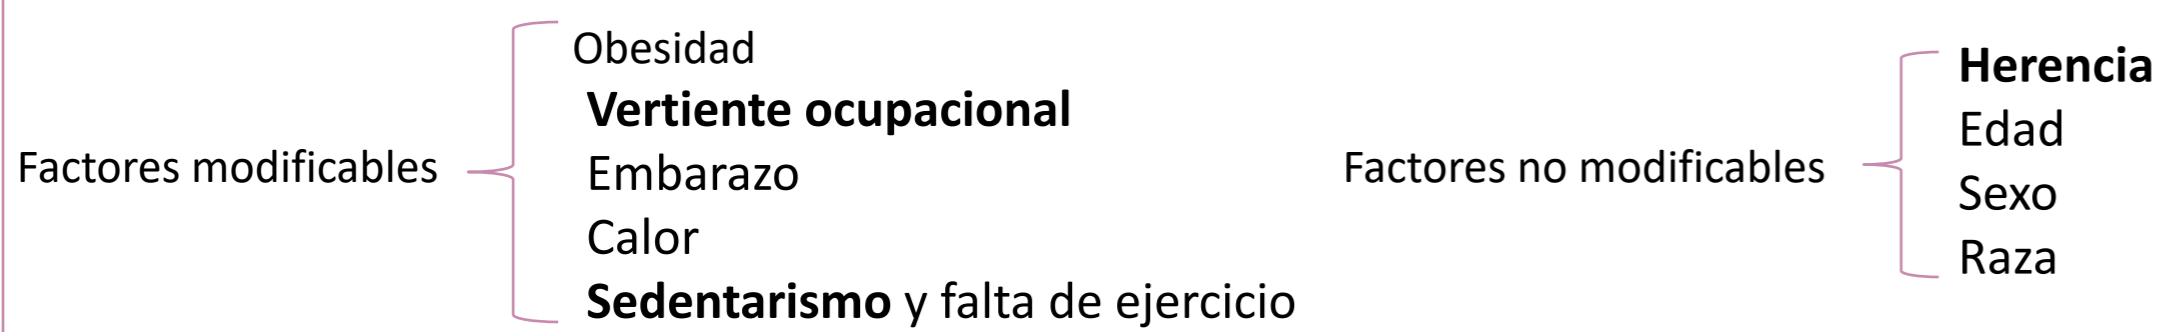 Factores modificables
Obesidad
Vertiente ocupacional
Embarazo
Calor
Sedentarismo y falta de ejercicio
Factores no modificables
Herencia
Edad
Sexo
Raza